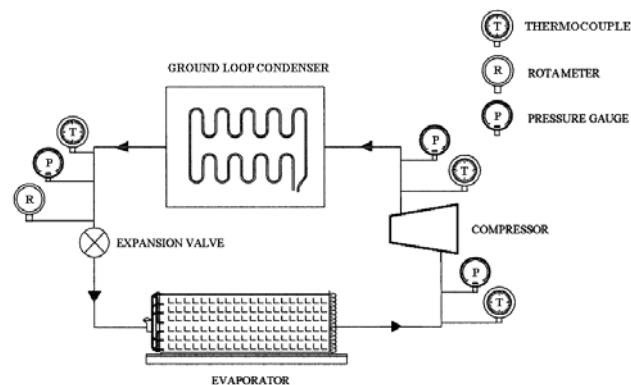 T
THERMOCOUPLE
GROUND LOOP CONDENSER
R
ROTAMETER
P
PRESSURE GAUGE
T
P
P
T
R
EXPANSION VALVE
COMPRESSOR
P
T
EVAPORATOR